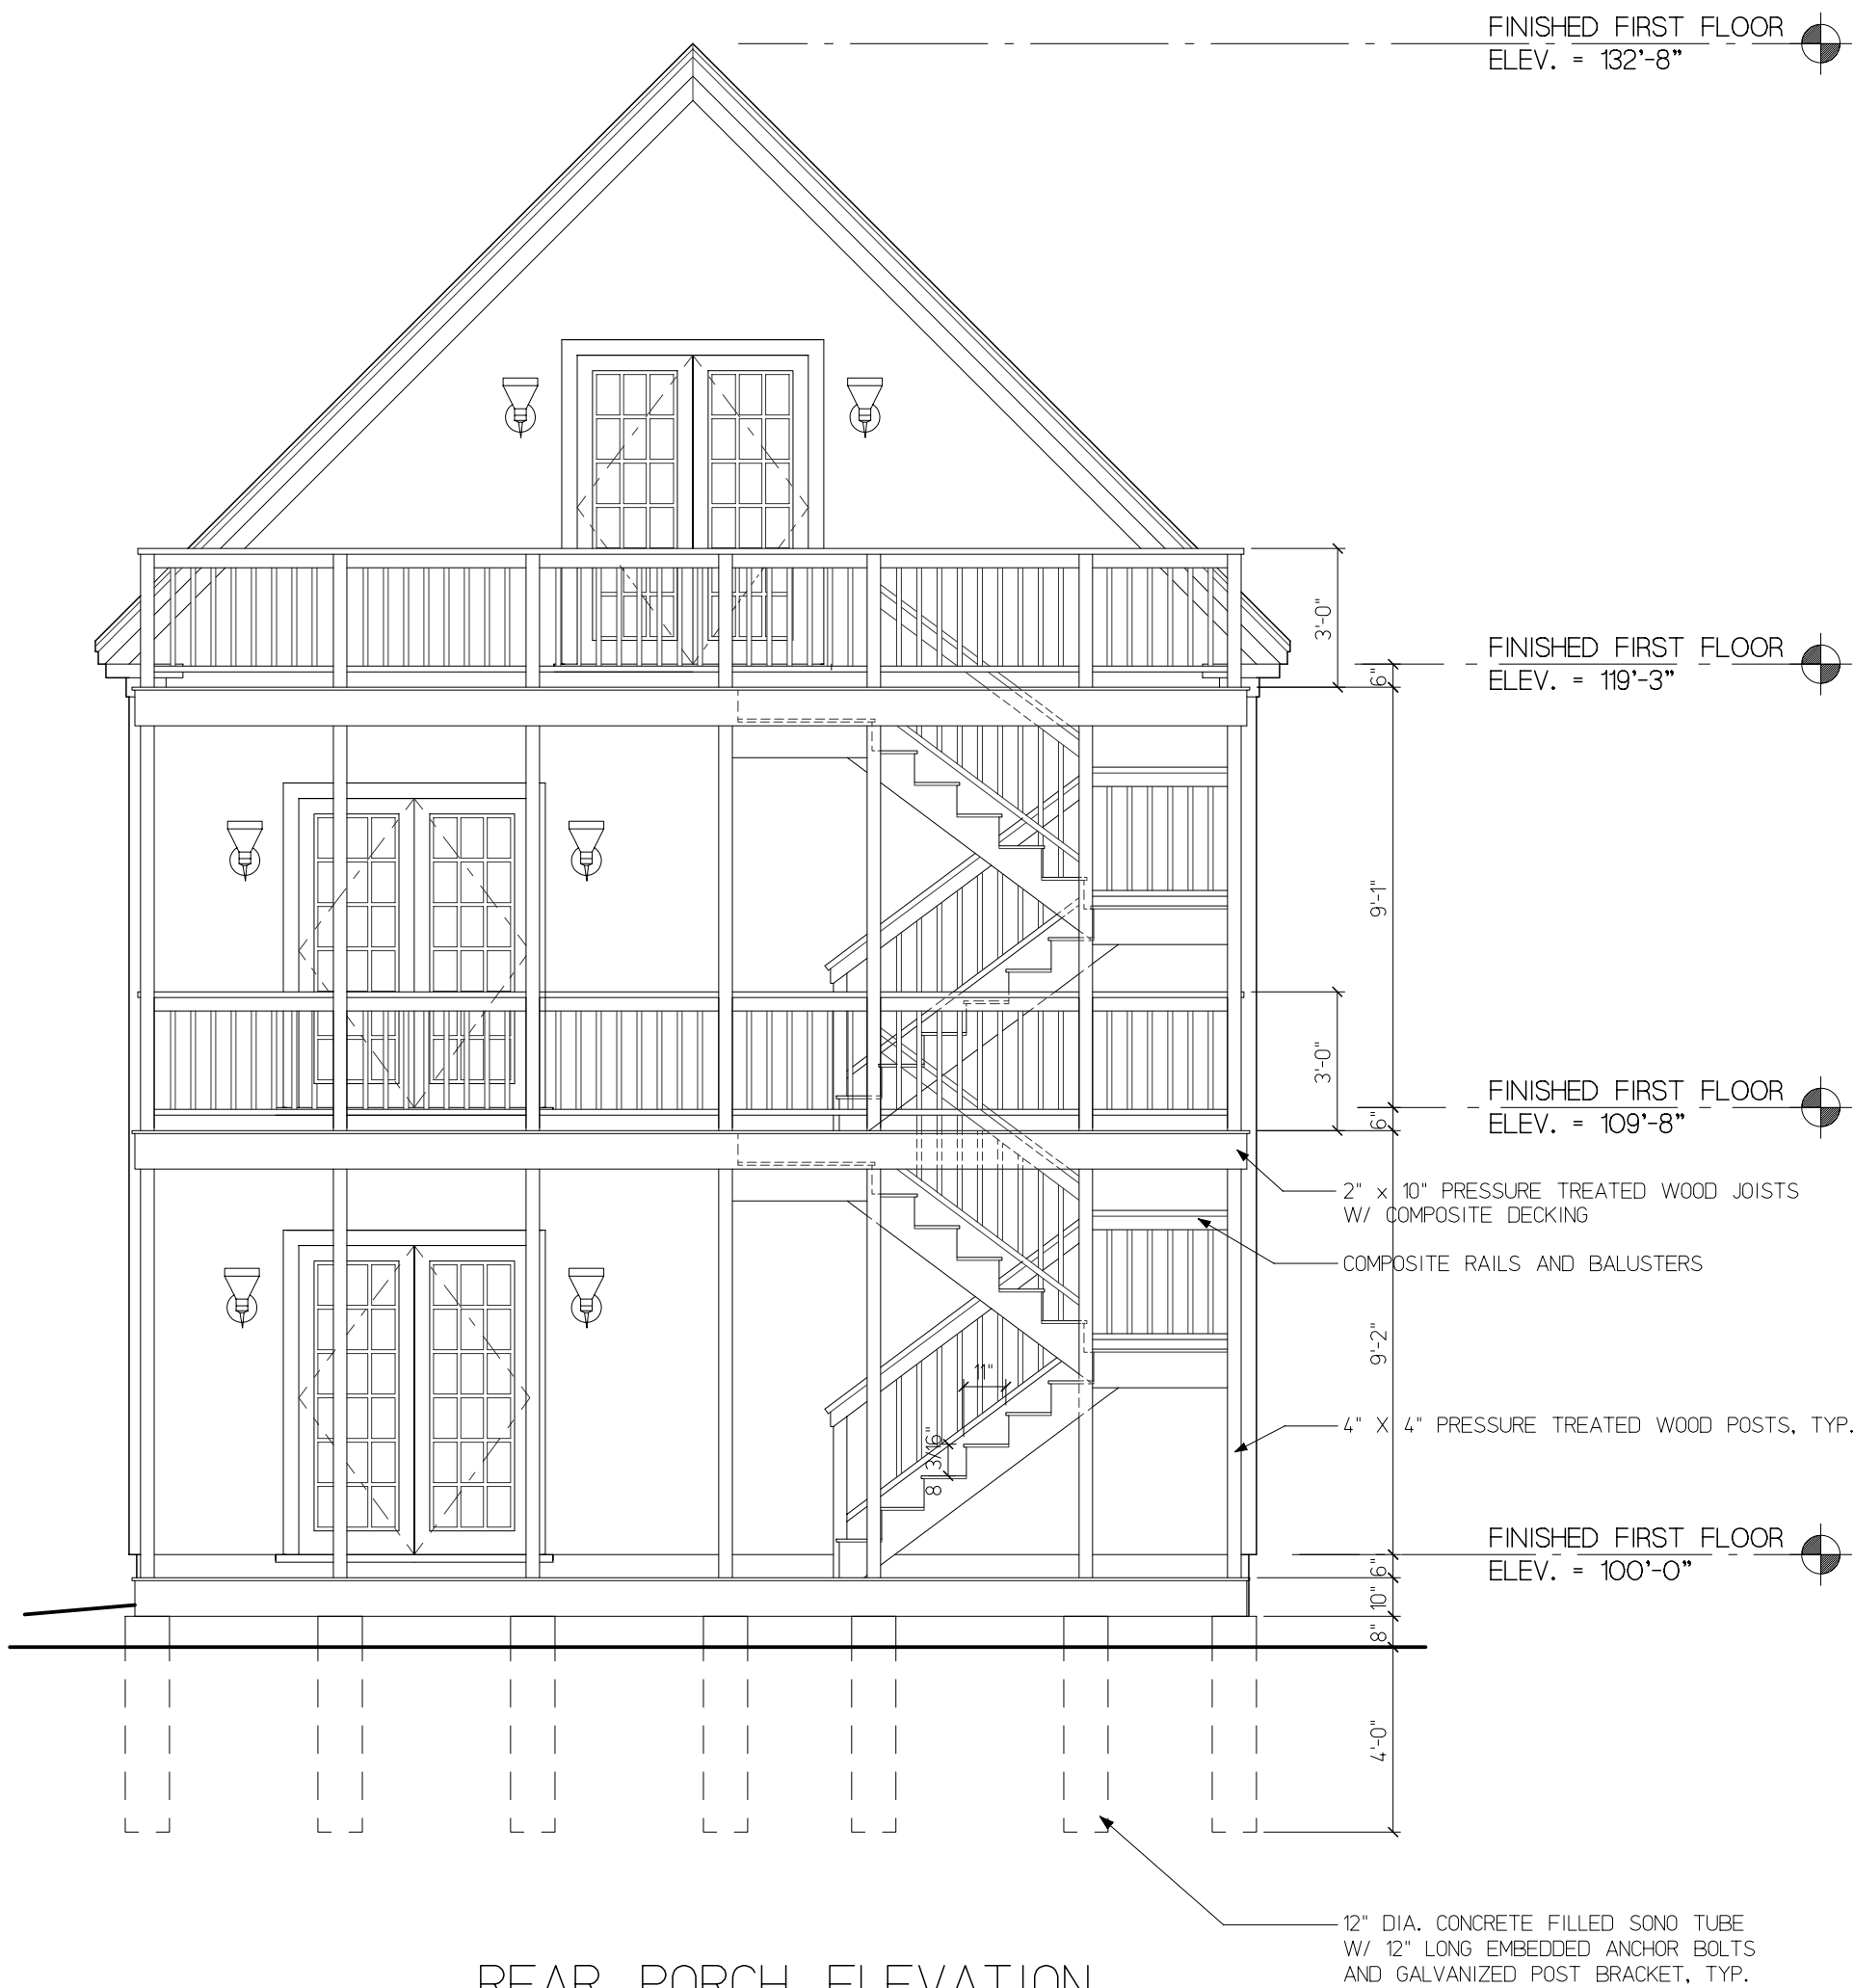 FINISHED FIRST FLOOR
ELEV. = 132'-8"
3'-0"
6"
FINISHED FIRST FLOOR
ELEV. = 119'-3"
9'-1"
3'-0"
6"
FINISHED FIRST FLOOR
ELEV. = 109'-8"
2" x 10" PRESSURE TREATED WOOD JOISTS
W/ COMPOSITE DECKING
COMPOSITE RAILS AND BALUSTERS
9'-2"
11"
8 3/16"
4" X 4" PRESSURE TREATED WOOD POSTS, TYP.
FINISHED FIRST FLOOR
ELEV. = 100'-0"
6"
10"
8"
4'-0"
12" DIA. CONCRETE FILLED SONO TUBE
W/ 12" LONG EMBEDDED ANCHOR BOLTS
AND GALVANIZED POST BRACKET, TYP.
REAR PORCH ELEVATION